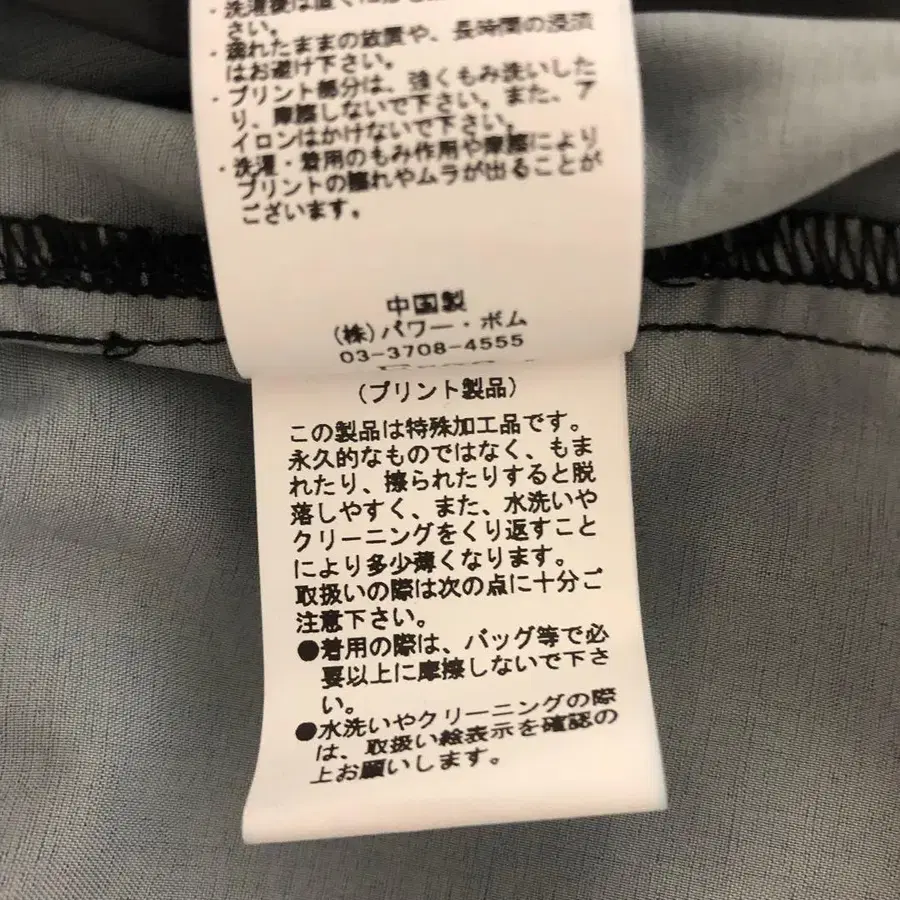 ・洗濯後は直ぐに
さい。
・濡れたままの放置や、長時間の浸流
はお避け下さい。
・プリント部分は、強くもみ洗いした
り、摩擦しないで下さい。また、ア
イロンはかけないで下さい。
・洗濯・着用のもみ作用や摩擦により
プリントの擦れやムラが出ることが
ございます。
中国製
(株)パワー・ボム
03-3708-4555
(プリント製品)
この製品は特殊加工品です。
永久的なものではなく、もま
れたり、擦られたりすると脱
落しやすく、また、水洗いや
クリーニングをくり返すこと
により多少薄くなります。
取扱いの際は次の点に十分ご
注意下さい。
●着用の際は、バッグ等で必
要以上に摩擦しないで下さ
い。
●水洗いやクリーニングの際
は、取扱い絵表示を確認の
上お願いします。